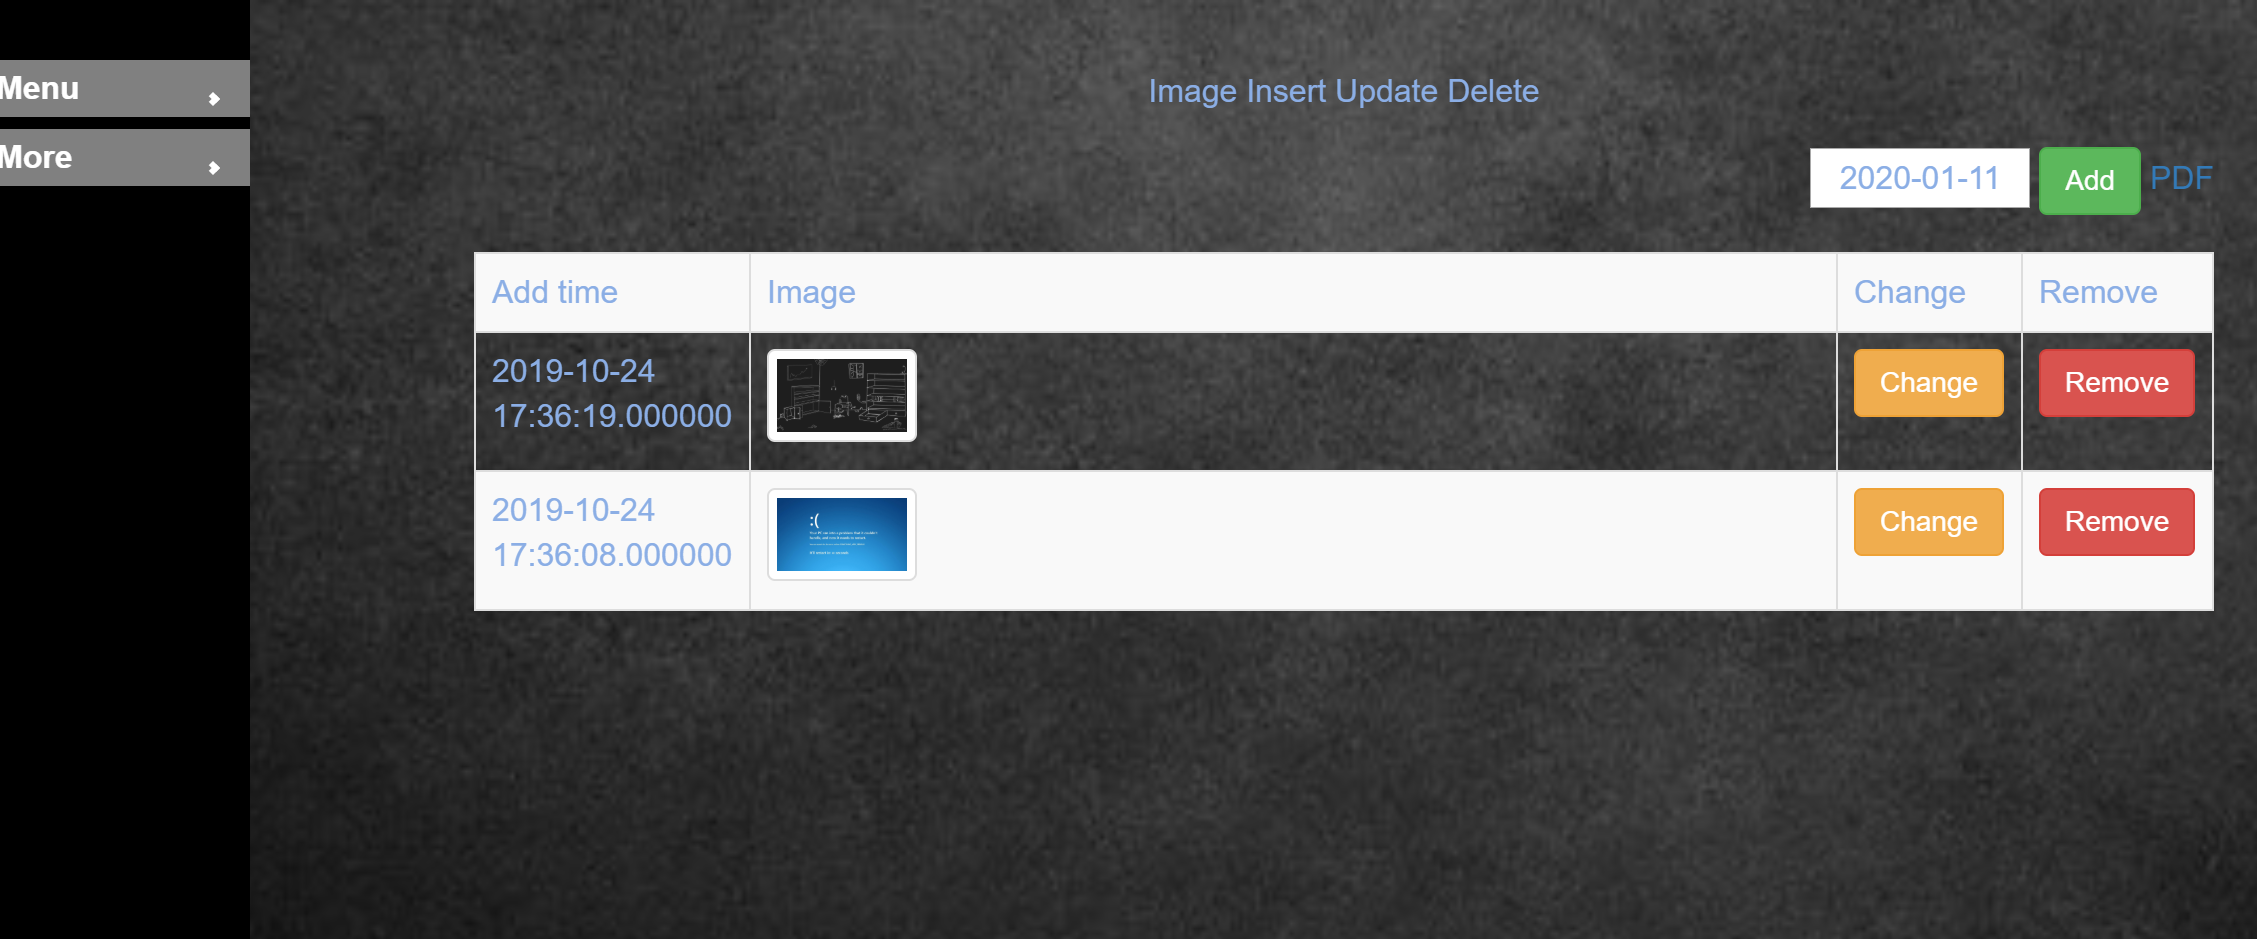 Menu
More
Image Insert Update Delete
2020-01-11 Add PDF
Add time Image Change Remove
2019-10-24
17:36:19.000000
Change Remove
2019-10-24
17:36:08.000000
:(
Change Remove